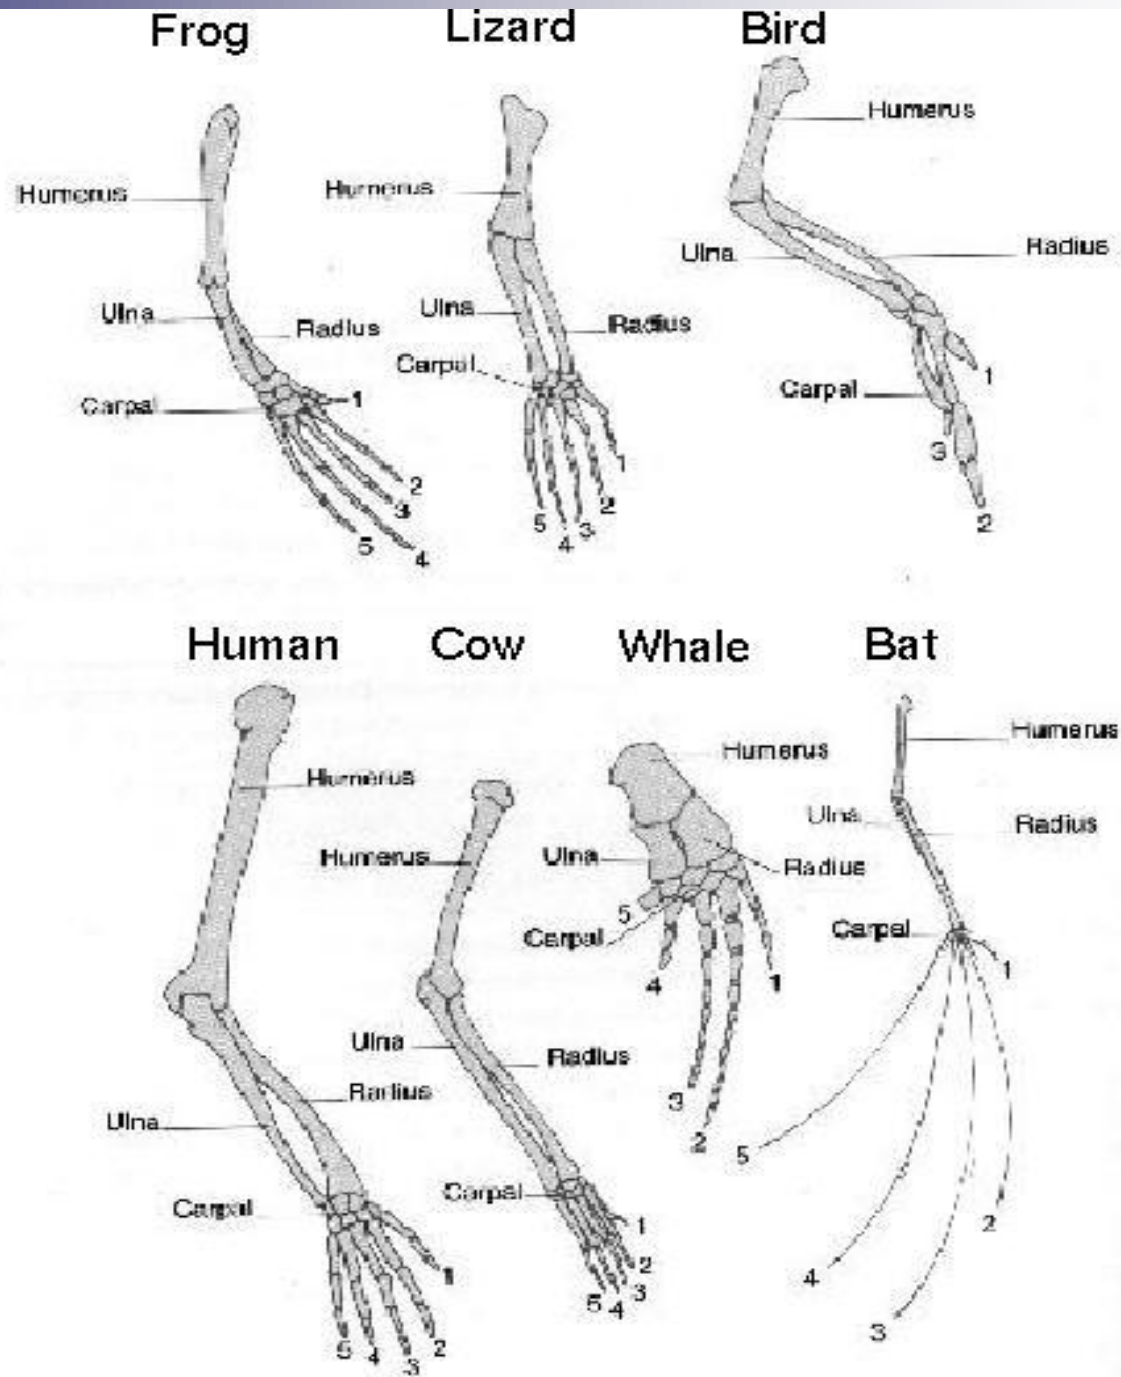 Frog
Lizard
Bird
Humerus
Humerus
Humerus
Ulna
Radius
Ulna
Radius
Ulna
Radius
Carpal
Carpal
Carpal
1
2
3
4
5
1
2
3
4
5
1
2
3
Human
Cow
Whale
Bat
Humerus
Humerus
Humerus
Humerus
Ulna
Radius
Ulna
Radius
Ulna
Radius
Ulna
Radius
Carpal
Carpal
Carpal
Carpal
1
2
3
4
5
1
2
3
4
5
1
2
3
4
5
1
2
3
4
5